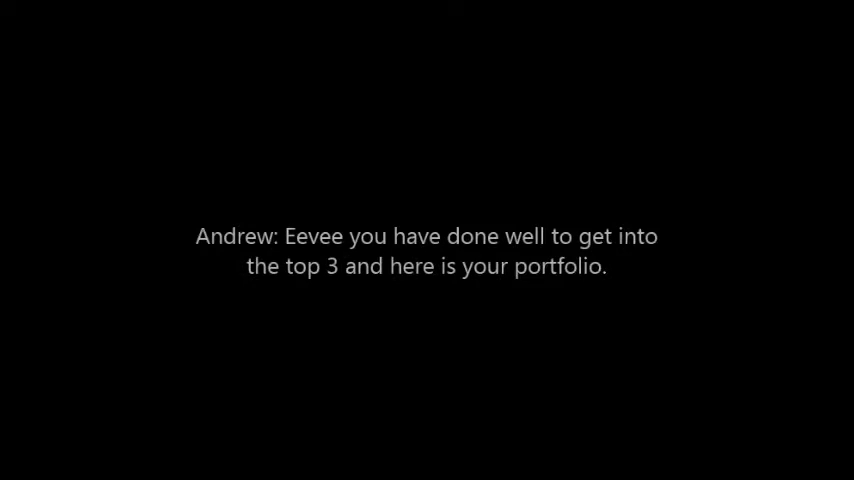 Andrew: Eevee you have done well to get into
the top 3 and here is your portfolio.